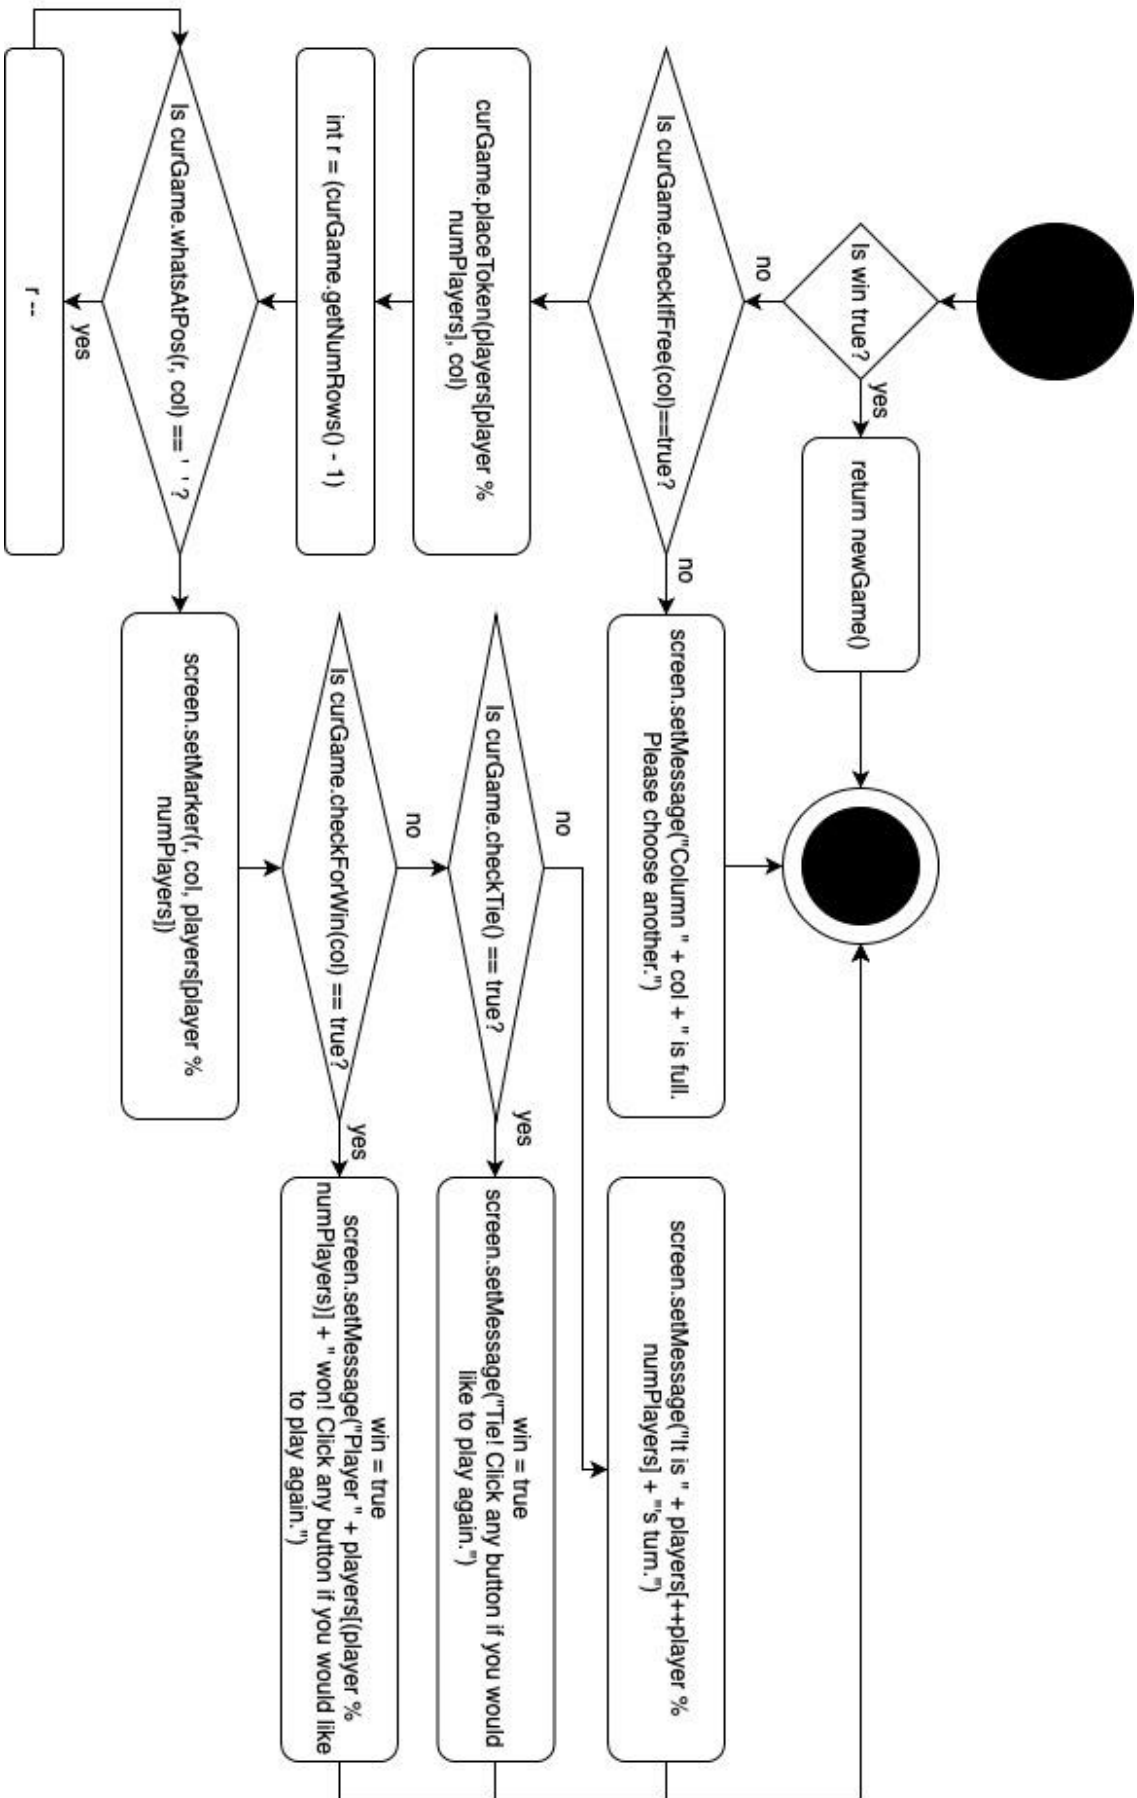 Is win true?
yes
return newGame()
no
Is curGame.checkIfFree(col)==true?
no
screen.setMessage("Column " + col + " is full.
Please choose another.")
curGame.placeToken(players[player %
numPlayers], col)
int r = (curGame.getNumRows() - 1)
Is curGame.whatsAtPos(r, col) == ' ' ?
yes
r --
screen.setMarker(r, col, players[player %
numPlayers])
Is curGame.checkForWin(col) == true?
no
yes
win = true
screen.setMessage("Player " + players[(player %
numPlayers)] + " won! Click any button if you would like
to play again.")
Is curGame.checkTie() == true?
no
yes
win = true
screen.setMessage("Tie! Click any button if you would
like to play again.")
screen.setMessage("It is " + players[++player %
numPlayers] + "'s turn.")